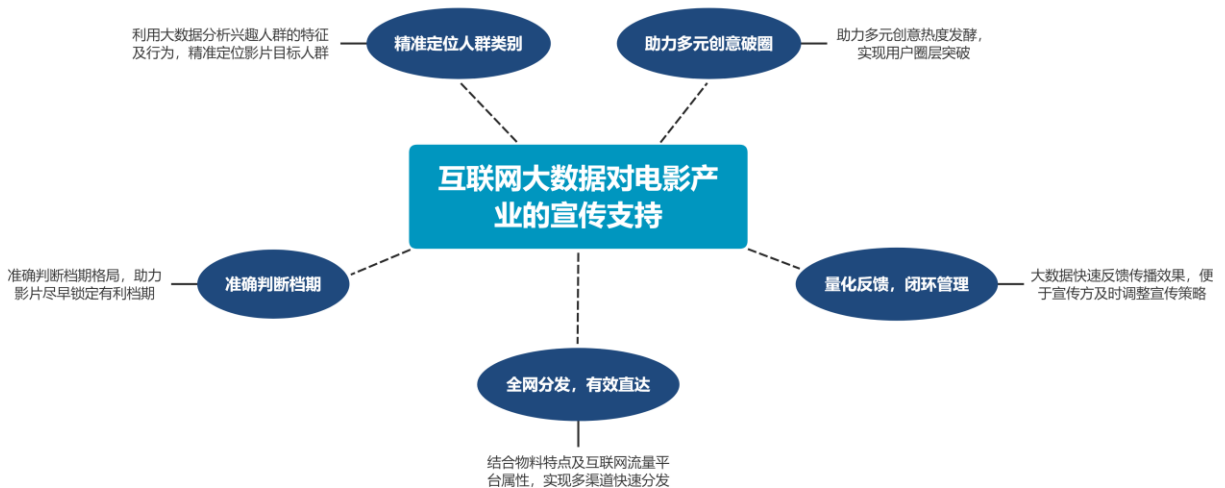 利用大数据分析兴趣人群的特征
及行为，精准定位影片目标人群
精准定位人群类别
助力多元创意破圈
助力多元创意热度发酵，
实现用户圈层突破
互联网大数据对电影产
业的宣传支持
准确判断档期格局，助力
影片尽早锁定有利档期
准确判断档期
量化反馈，闭环管理
大数据快速反馈传播效果，便
于宣传方及时调整宣传策略
全网分发，有效直达
结合物料特点及互联网流量平
台属性，实现多渠道快速分发